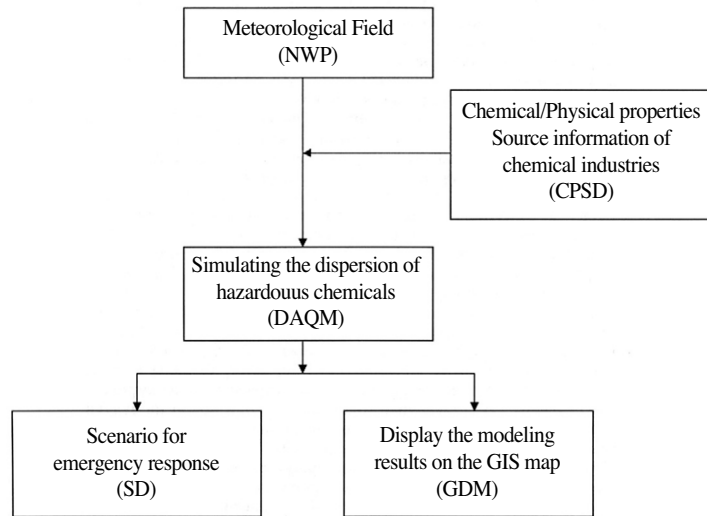 Meteorological Field
(NWP)
Chemical/Physical properties
Source information of
chemical industries
(CPSD)
Simulating the dispersion of
hazardouus chemicals
(DAQM)
Scenario for
emergency response
(SD)
Display the modeling
results on the GIS map
(GDM)